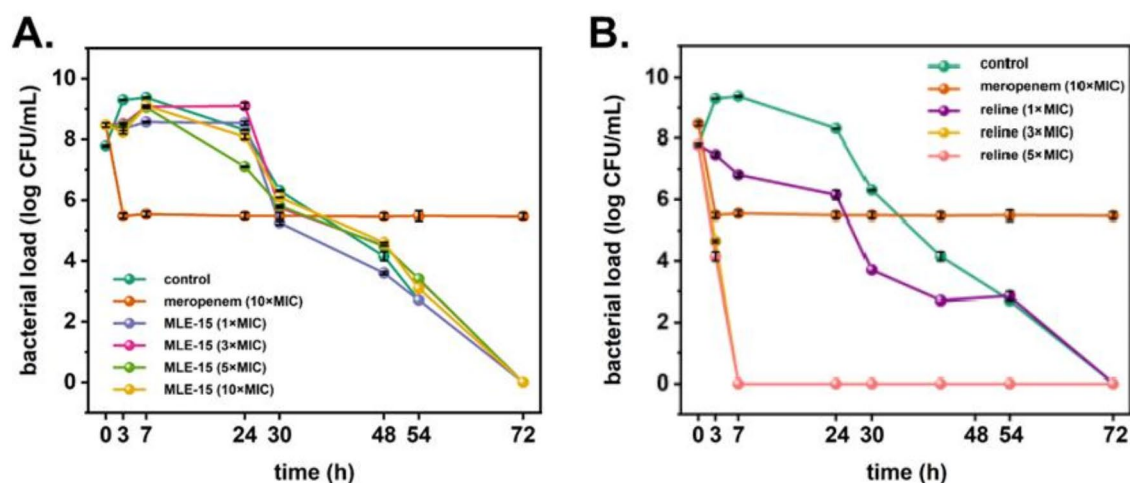 A.
bacterial load (log CFU/mL)
10
8
6
4
2
0
control
meropenem (10×MIC)
MLE-15 (1×MIC)
MLE-15 (3×MIC)
MLE-15 (5×MIC)
MLE-15 (10×MIC)
0 3 7 24 30 48 54 72
time (h)
B.
bacterial load (log CFU/mL)
10
8
6
4
2
0
control
meropenem (10×MIC)
reline (1×MIC)
reline (3×MIC)
reline (5×MIC)
0 3 7 24 30 48 54 72
time (h)